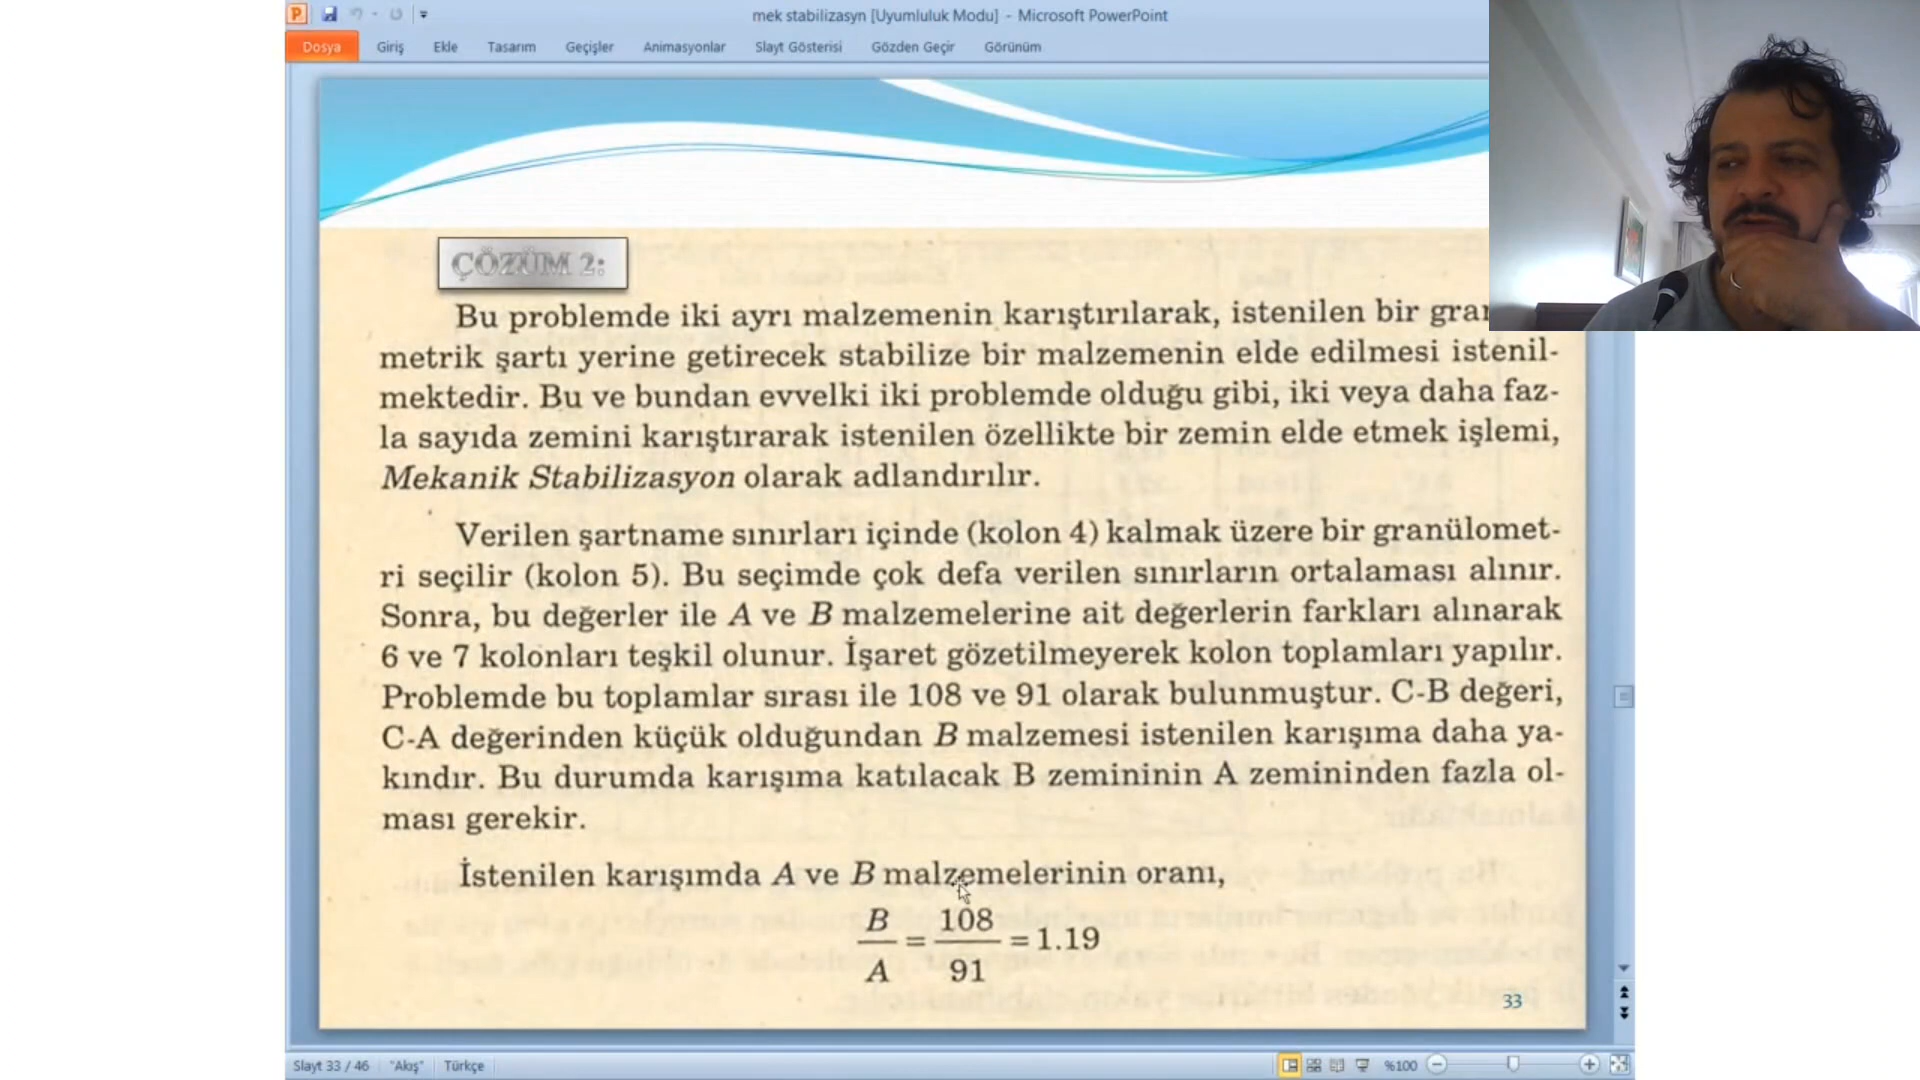 mek stabilizasyn [Uyumluluk Modu] - Microsoft PowerPoint
Dosya Giriş Ekle Tasarım Geçişler Animasyonlar Slayt Gösterisi Gözden Geçir Görünüm
ÇÖZÜM 2:
Bu problemde iki ayrı malzemenin karıştırılarak, istenilen bir
metrik şartı yerine getirecek stabilize bir malzemenin elde edilmesi istenil-
mektedir. Bu ve bundan evvelki iki problemde olduğu gibi, iki veya daha faz-
la sayıda zemini karıştırarak istenilen özellikte bir zemin elde etmek işlemi,
Mekanik Stabilizasyon olarak adlandırılır.
Verilen şartname sınırları içinde (kolon 4) kalmak üzere bir granülomet-
ri seçilir (kolon 5). Bu seçimde çok defa verilen sınırların ortalaması alınır.
Sonra, bu değerler ile A ve B malzemelerine ait değerlerin farkları alınarak
6 ve 7 kolonları teşkil olunur. İşaret gözetilmeyerek kolon toplamları yapılır.
Problemde bu toplamlar sırası ile 108 ve 91 olarak bulunmuştur. C-B değeri,
C-A değerinden küçük olduğundan B malzemesi istenilen karışıma daha ya-
kındır. Bu durumda karışıma katılacak B zemininin A zemininden fazla ol-
ması gerekir.
İstenilen karışımda A ve B malzemelerinin oranı,
B/A = 108/91 = 1.19
33
Slayt 33 / 46 "Akış" Türkçe %100